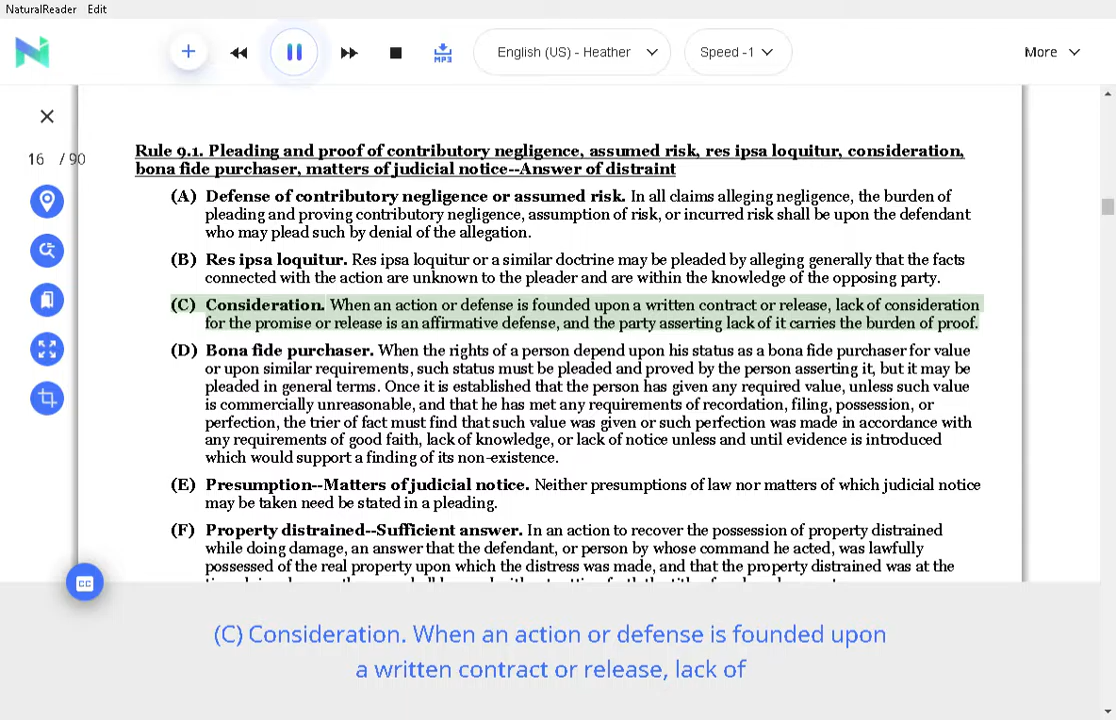 NaturalReader Edit
MP3
English (US) - Heather
Speed -1
More
16 / 90
Rule 9.1. Pleading and proof of contributory negligence, assumed risk, res ipsa loquitur, consideration,
bona fide purchaser, matters of judicial notice--Answer of distraint
(A) Defense of contributory negligence or assumed risk. In all claims alleging negligence, the burden of
pleading and proving contributory negligence, assumption of risk, or incurred risk shall be upon the defendant
who may plead such by denial of the allegation.
(B) Res ipsa loquitur. Res ipsa loquitur or a similar doctrine may be pleaded by alleging generally that the facts
connected with the action are unknown to the pleader and are within the knowledge of the opposing party.
(C) Consideration. When an action or defense is founded upon a written contract or release, lack of consideration
for the promise or release is an affirmative defense, and the party asserting lack of it carries the burden of proof.
(D) Bona fide purchaser. When the rights of a person depend upon his status as a bona fide purchaser for value
or upon similar requirements, such status must be pleaded and proved by the person asserting it, but it may be
pleaded in general terms. Once it is established that the person has given any required value, unless such value
is commercially unreasonable, and that he has met any requirements of recordation, filing, possession, or
perfection, the trier of fact must find that such value was given or such perfection was made in accordance with
any requirements of good faith, lack of knowledge, or lack of notice unless and until evidence is introduced
which would support a finding of its non-existence.
(E) Presumption--Matters of judicial notice. Neither presumptions of law nor matters of which judicial notice
may be taken need be stated in a pleading.
(F) Property distrained--Sufficient answer. In an action to recover the possession of property distrained
while doing damage, an answer that the defendant, or person by whose command he acted, was lawfully
possessed of the real property upon which the distress was made, and that the property distrained was at the
CC
(C) Consideration. When an action or defense is founded upon
a written contract or release, lack of